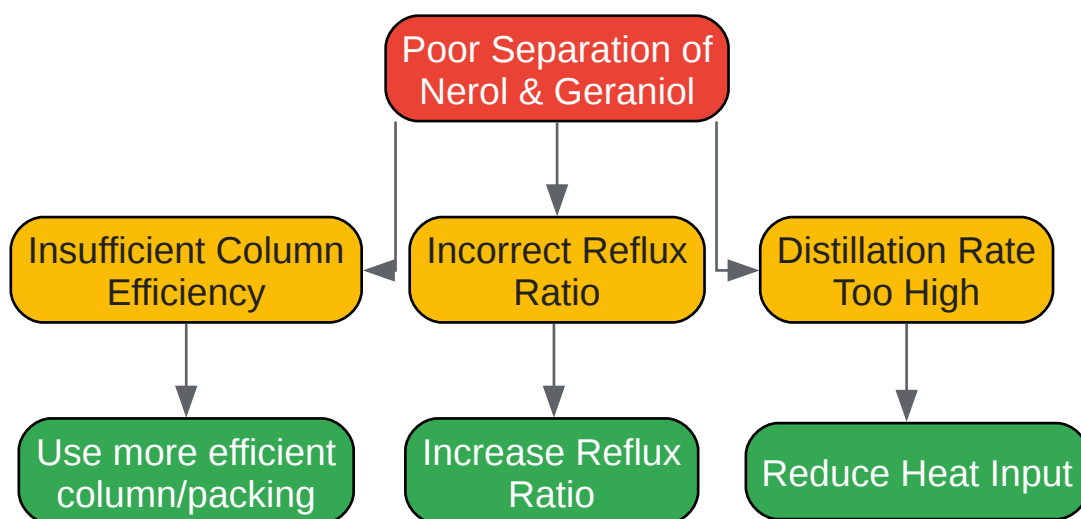 Poor Separation of
Nerol & Geraniol
Insufficient Column
Efficiency
Incorrect Reflux
Ratio
Distillation Rate
Too High
Use more efficient
column/packing
Increase Reflux
Ratio
Reduce Heat Input